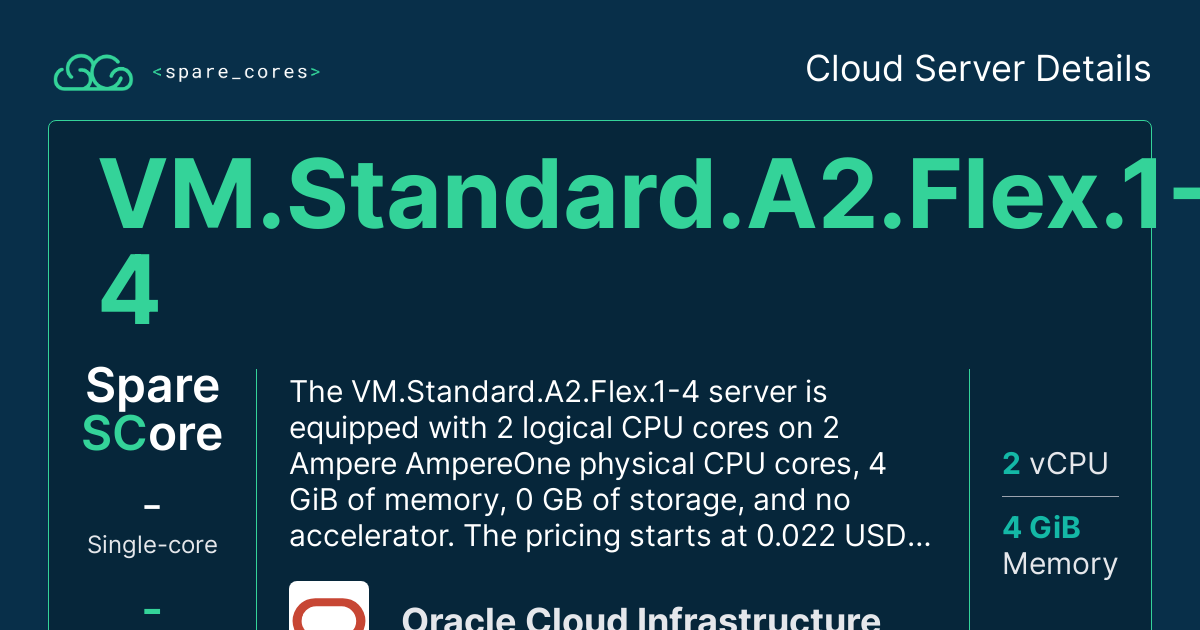 <spare_cores>
Cloud Server Details
VM.Standard.A2.Flex.1-
4
Spare
SCore
–
Single-core
–
The VM.Standard.A2.Flex.1-4 server is
equipped with 2 logical CPU cores on 2
Ampere AmpereOne physical CPU cores, 4
GiB of memory, 0 GB of storage, and no
accelerator. The pricing starts at 0.022 USD...
Oracle Cloud Infrastructure
2 vCPU
4 GiB
Memory